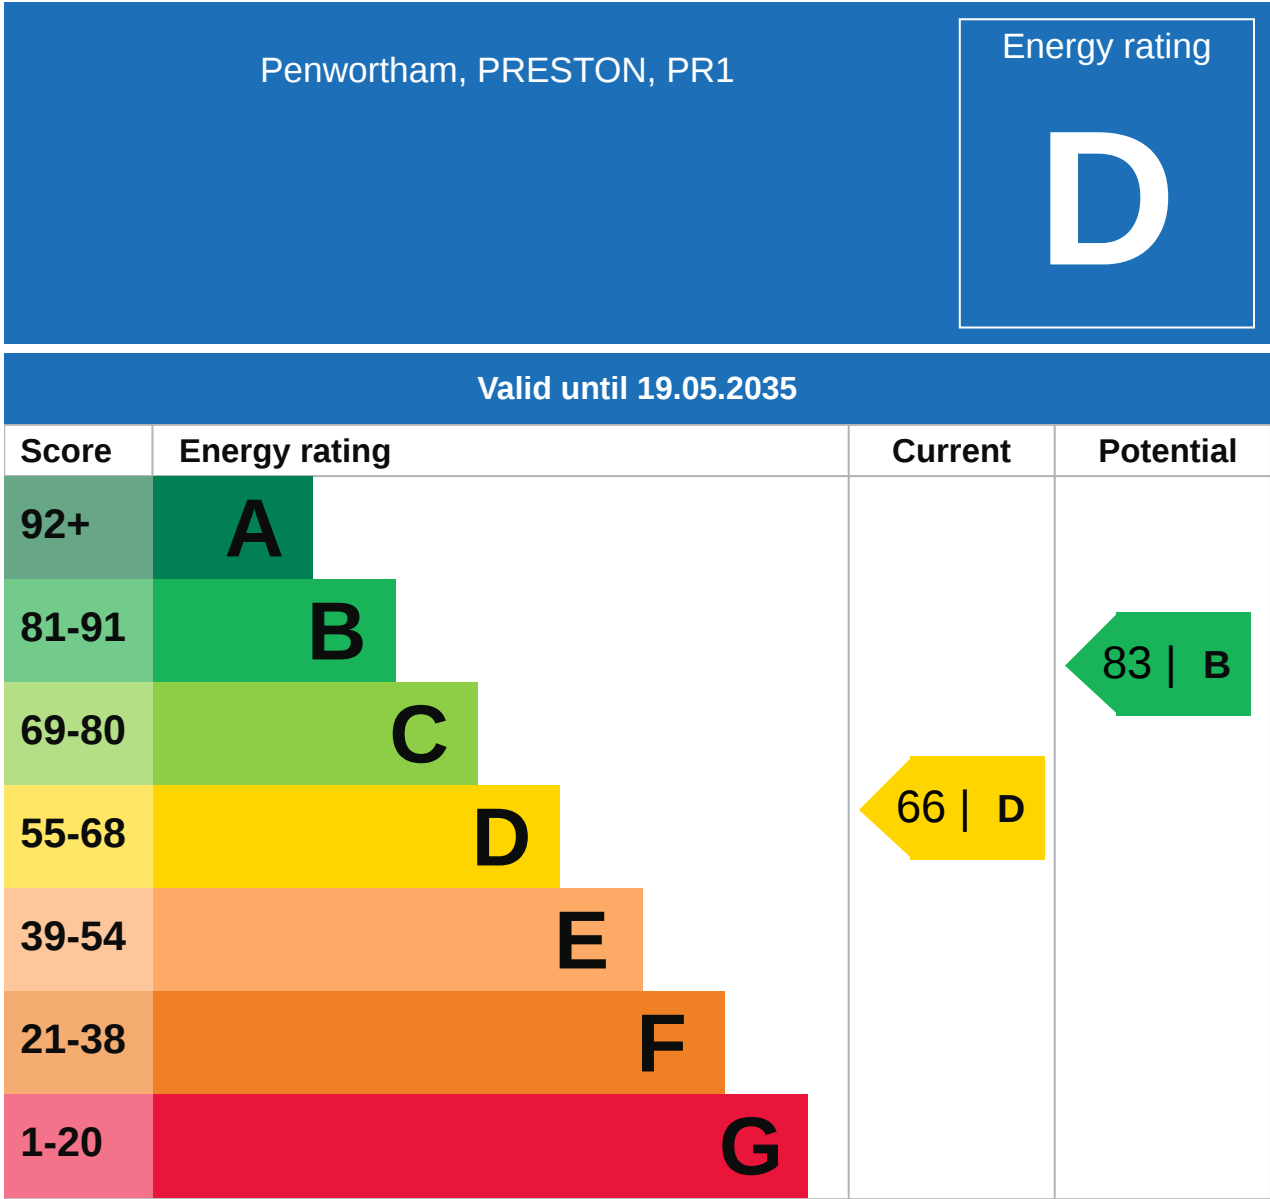 Penwortham, PRESTON, PR1
Energy rating
D
Valid until 19.05.2035
Score Energy rating Current Potential
92+ A
81-91 B
83 | B
69-80 C
55-68 D
66 | D
39-54 E
21-38 F
1-20 G